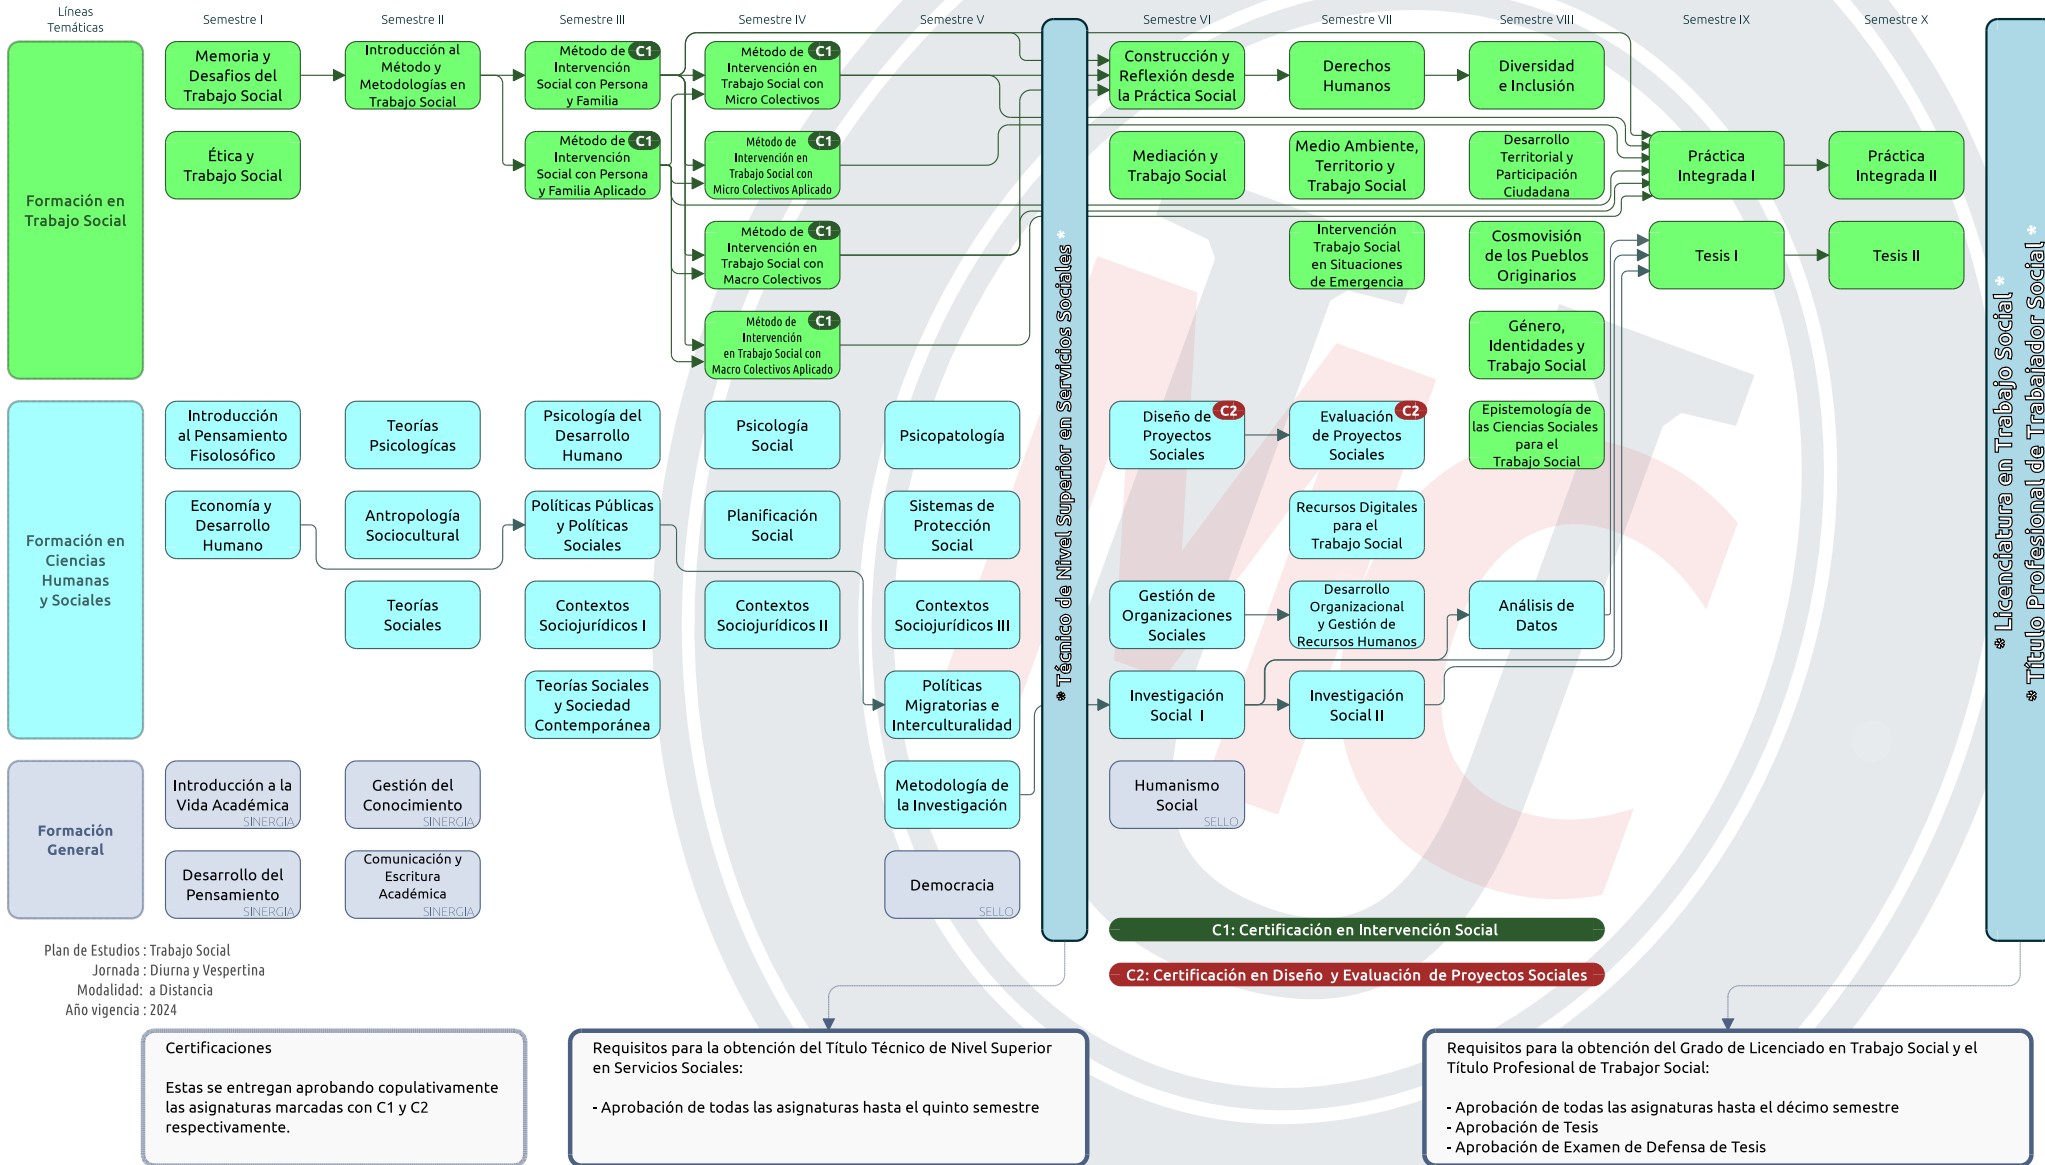 Líneas
Temáticas
Semestre I
Semestre II
Semestre III
Semestre IV
Semestre V
Semestre VI
Semestre VII
Semestre VIII
Semestre IX
Semestre X
Formación en
Trabajo Social
Memoria y
Desafios del
Trabajo Social
Introducción al
Método y
Metodologías en
Trabajo Social
Método de
Intervención
Social con Persona
y Familia
C1
Método de
Intervención en
Trabajo Social con
Micro Colectivos
C1
Construcción y
Reflexión desde
la Práctica Social
Derechos
Humanos
Diversidad
e Inclusión
Ética y
Trabajo Social
Método de
Intervención
Social con Persona
y Familia Aplicado
C1
Método de
Intervención en
Trabajo Social con
Micro Colectivos Aplicado
C1
Mediación y
Trabajo Social
Medio Ambiente,
Territorio y
Trabajo Social
Desarrollo
Territorial y
Participación
Ciudadana
Práctica
Integrada I
Práctica
Integrada II
Método de
Intervención en
Trabajo Social con
Macro Colectivos
C1
Intervención
Trabajo Social
en Situaciones
de Emergencia
Cosmovisión
de los Pueblos
Originarios
Tesis I
Tesis II
Método de
Intervención
en Trabajo Social con
Macro Colectivos Aplicado
C1
Género,
Identidades y
Trabajo Social
* Técnico de Nivel Superior en Servicios Sociales *
* Licenciatura en Trabajo Social *
* Título Profesional de Trabajador Social *
Formación en
Ciencias
Humanas
y Sociales
Introducción
al Pensamiento
Fisolosófico
Teorías
Psicologícas
Psicología del
Desarrollo
Humano
Psicología
Social
Psicopatología
Diseño de
Proyectos
Sociales
C2
Evaluación
de Proyectos
Sociales
C2
Epistemología de
las Ciencias Sociales
para el
Trabajo Social
Economía y
Desarrollo
Humano
Antropología
Sociocultural
Políticas Públicas
y Políticas
Sociales
Planificación
Social
Sistemas de
Protección
Social
Recursos Digitales
para el
Trabajo Social
Teorías
Sociales
Contextos
Sociojurídicos I
Contextos
Sociojurídicos II
Contextos
Sociojurídicos III
Gestión de
Organizaciones
Sociales
Desarrollo
Organizacional
y Gestión de
Recursos Humanos
Análisis de
Datos
Teorías Sociales
y Sociedad
Contemporánea
Políticas
Migratorias e
Interculturalidad
Investigación
Social I
Investigación
Social II
Formación
General
Introducción a la
Vida Académica
SINERGIA
Gestión del
Conocimiento
SINERGIA
Metodología de
la Investigación
Humanismo
Social
SELLO
Desarrollo del
Pensamiento
SINERGIA
Comunicación y
Escritura
Académica
SINERGIA
Democracia
SELLO
C1: Certificación en Intervención Social
C2: Certificación en Diseño y Evaluación de Proyectos Sociales
Plan de Estudios : Trabajo Social
Jornada : Diurna y Vespertina
Modalidad: a Distancia
Año vigencia : 2024
Certificaciones
Estas se entregan aprobando copulativamente
las asignaturas marcadas con C1 y C2
respectivamente.
Requisitos para la obtención del Título Técnico de Nivel Superior
en Servicios Sociales:
- Aprobación de todas las asignaturas hasta el quinto semestre
Requisitos para la obtención del Grado de Licenciado en Trabajo Social y el
Título Profesional de Trabajor Social:
- Aprobación de todas las asignaturas hasta el décimo semestre
- Aprobación de Tesis
- Aprobación de Examen de Defensa de Tesis